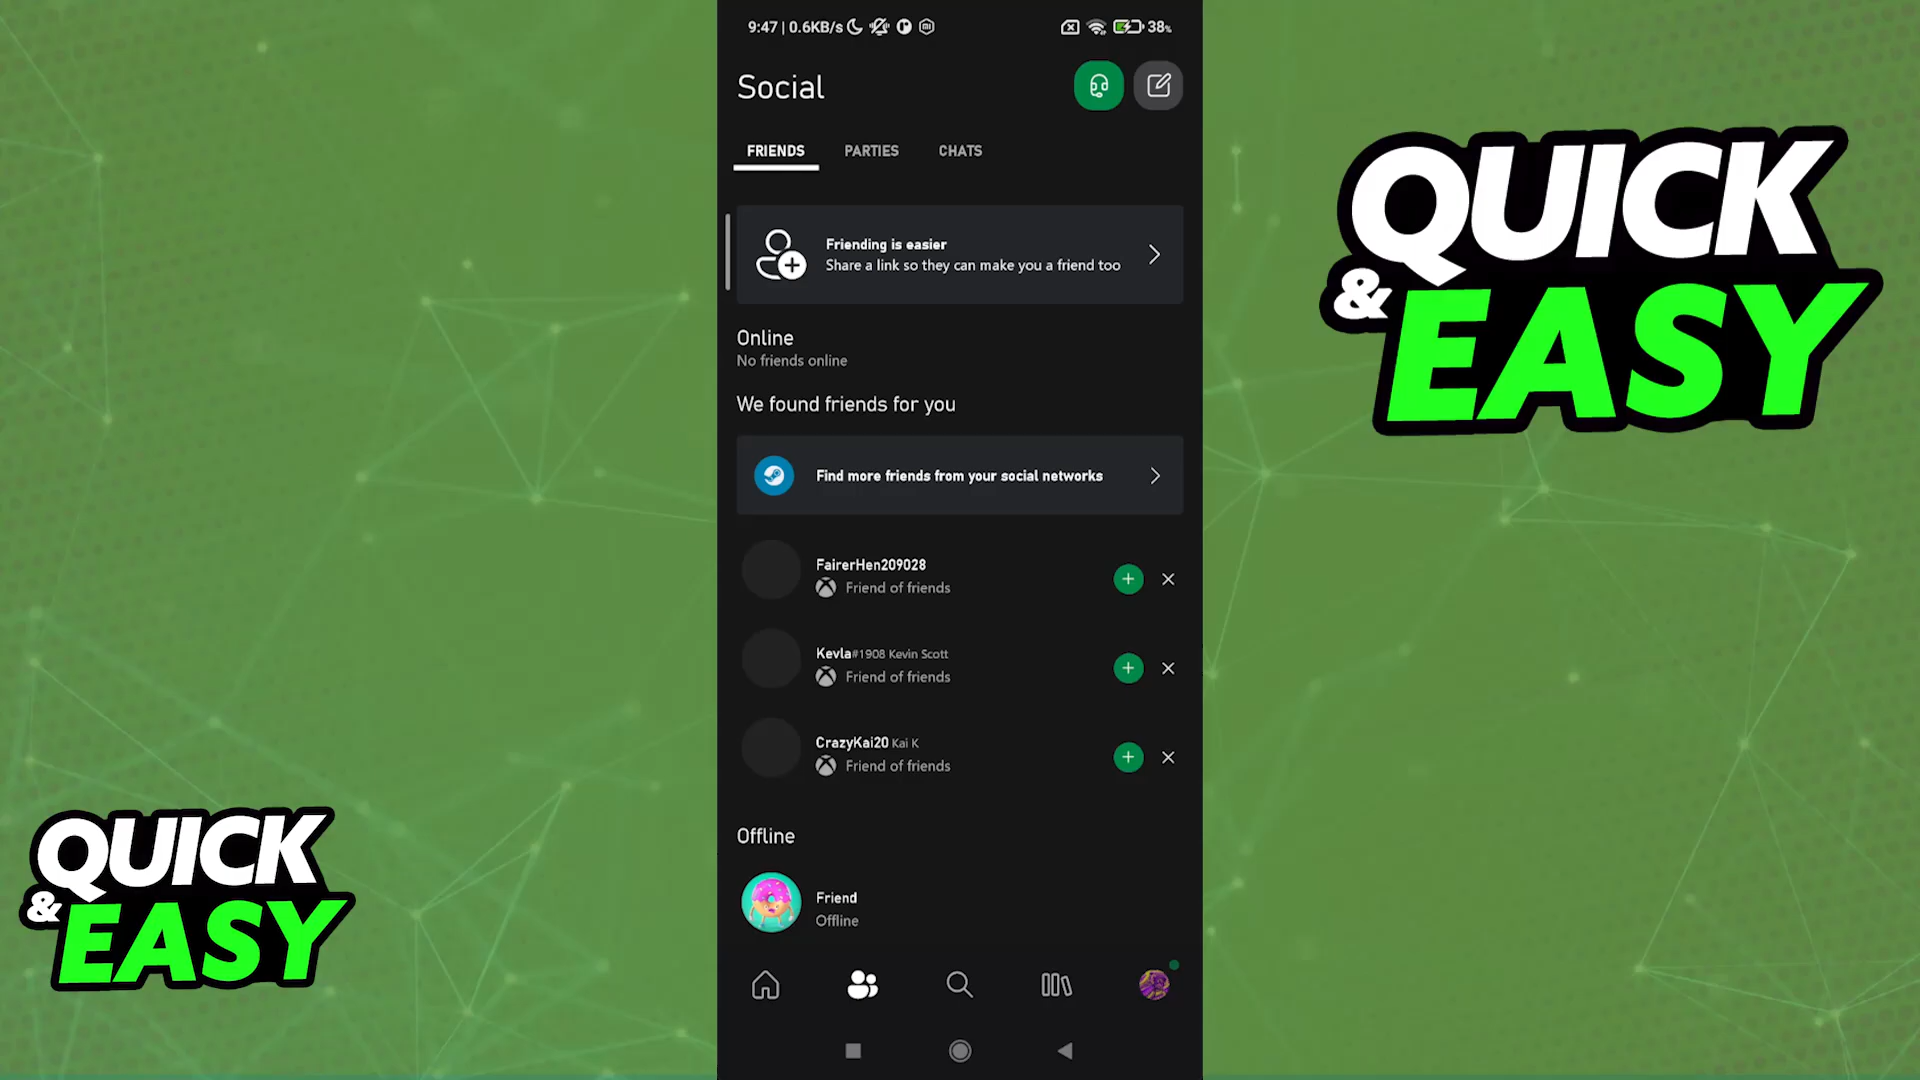 9:47 | 0.6KB/s
38%
Social
FRIENDS
PARTIES
CHATS
Friending is easier
Share a link so they can make you a friend too
Online
No friends online
We found friends for you
Find more friends from your social networks
FairerHen209028
Friend of friends
Kevla#1908 Kevin Scott
Friend of friends
CrazyKai20 Kai K
Friend of friends
Offline
Friend
Offline
QUICK
& EASY
QUICK
& EASY